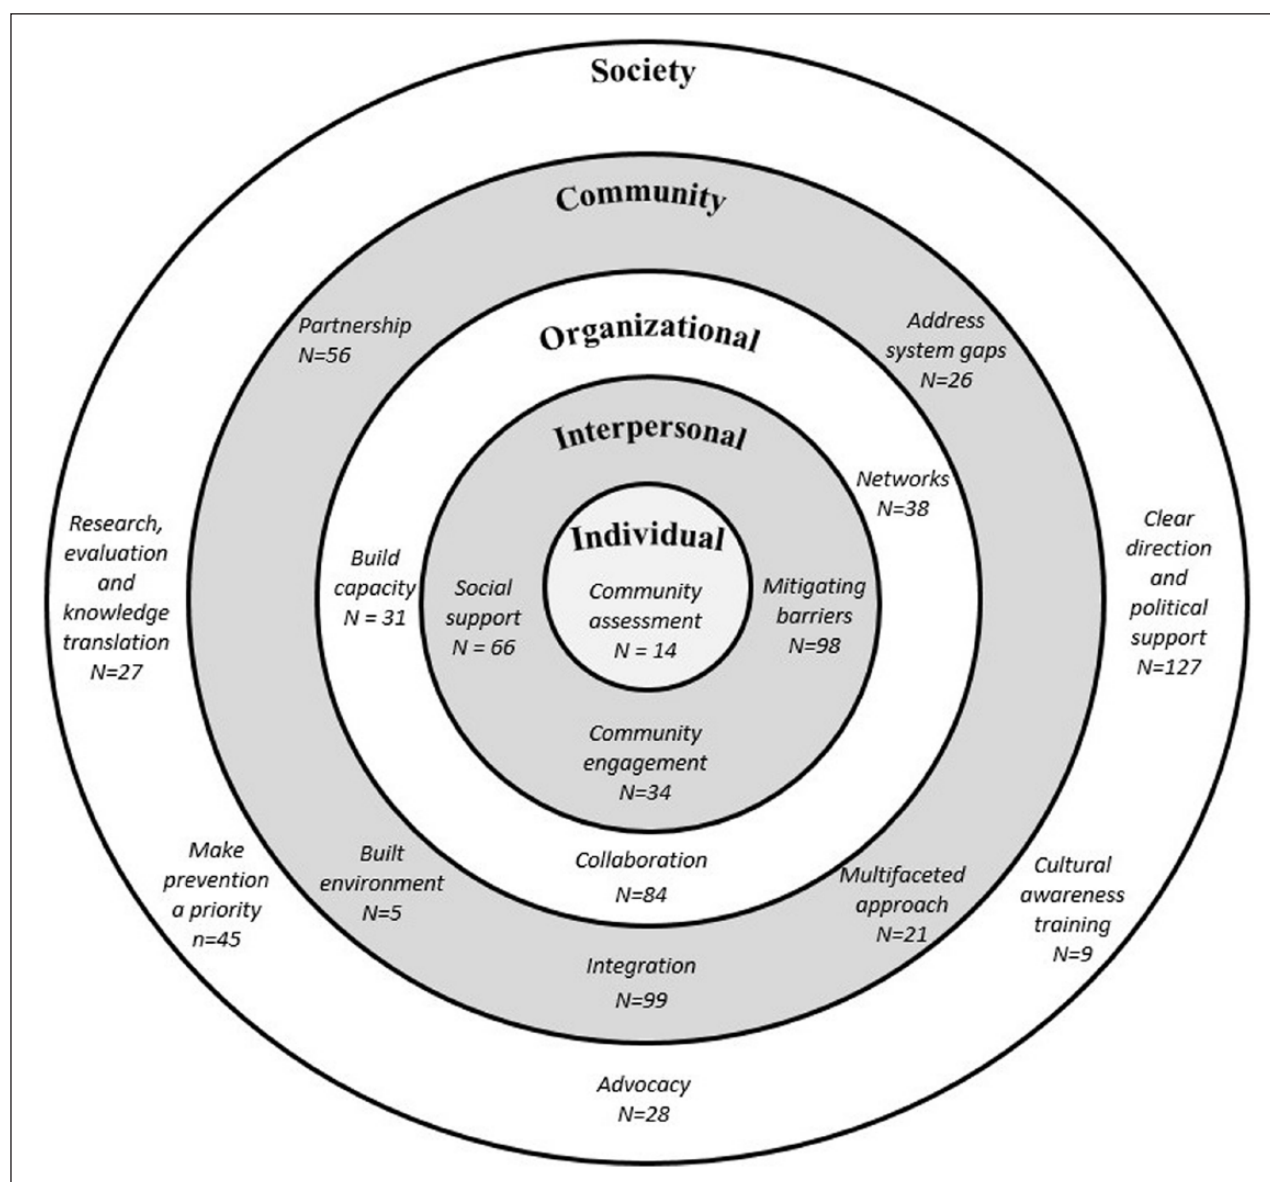 Society
Community
Partnership
N=56
Address
system gaps
N=26
Organizational
Interpersonal
Networks
N=38
Individual
Community
assessment
N = 14
Research,
evaluation
and
knowledge
translation
N=27
Build
capacity
N = 31
Social
support
N = 66
Mitigating
barriers
N=98
Clear
direction
and
political
support
N=127
Community
engagement
N=34
Make
prevention
a priority
n=45
Built
environment
N=5
Collaboration
N=84
Multifaceted
approach
N=21
Cultural
awareness
training
N=9
Integration
N=99
Advocacy
N=28